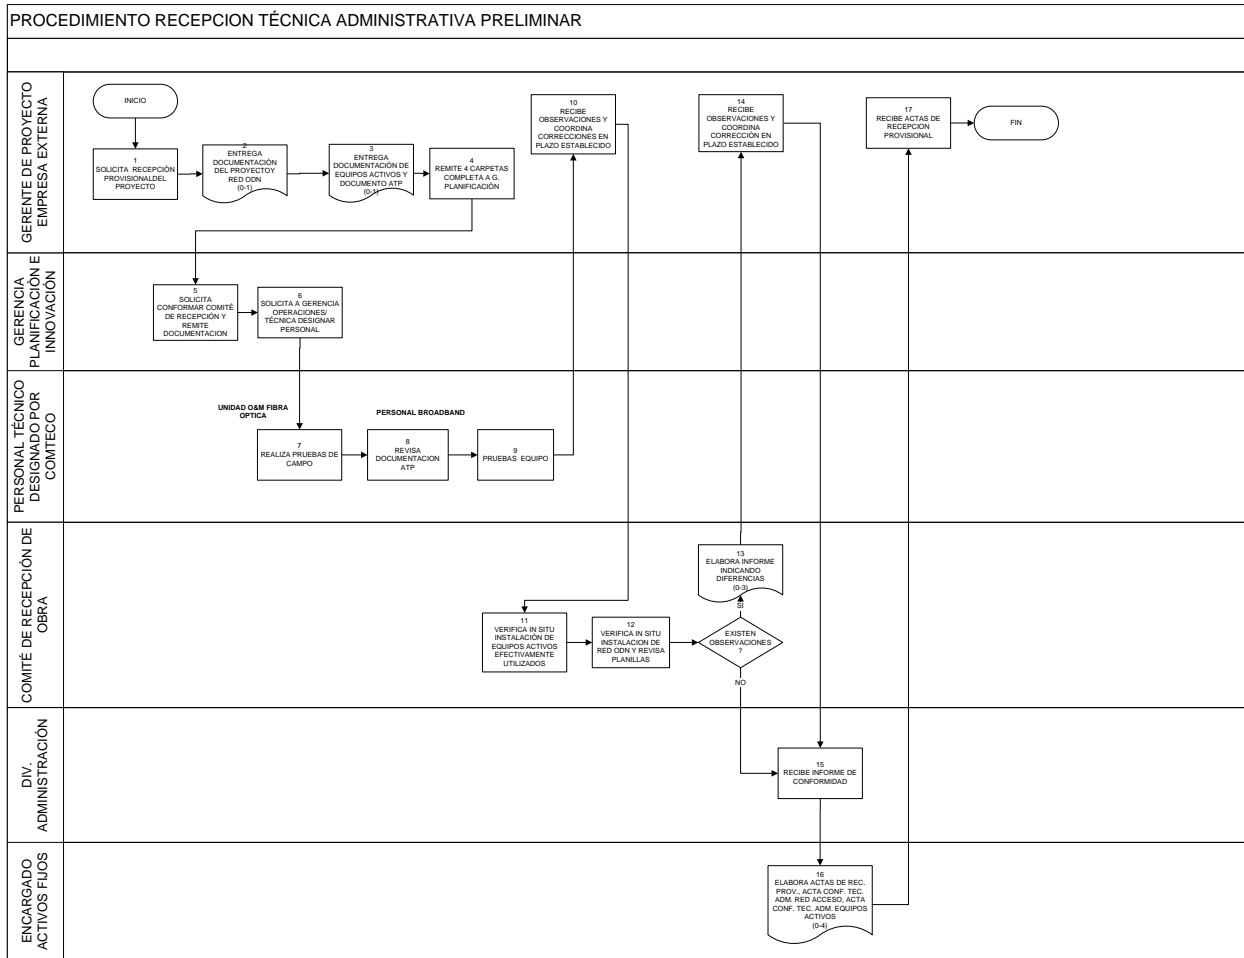 PROCEDIMIENTO RECEPCION TÉCNICA ADMINISTRATIVA PRELIMINAR
GERENTE DE PROYECTO
EMPRESA EXTERNA
INICIO
1
SOLICITA RECEPCIÓN
PROVISIONALDEL
PROYECTO
2
ENTREGA
DOCUMENTACIÓN
DEL PROYECTOY
RED ODN
(0-1)
3
ENTREGA
DOCUMENTACIÓN DE
EQUIPOS ACTIVOS Y
DOCUMENTO ATP
(0-1)
4
REMITE 4 CARPETAS
COMPLETA A G.
PLANIFICACIÓN
10
RECIBE
OBSERVACIONES Y
COORDINA
CORRECCIONES EN
PLAZO ESTABLECIDO
14
RECIBE
OBSERVACIONES Y
COORDINA
CORRECCIÓN EN
PLAZO ESTABLECIDO
17
RECIBE ACTAS DE
RECEPCION
PROVISIONAL
FIN
GERENCIA
PLANIFICACIÓN E
INNOVACIÓN
5
SOLICITA
CONFORMAR COMITÉ
DE RECEPCIÓN Y
REMITE
DOCUMENTACION
6
SOLICITA A GERENCIA
OPERACIONES/
TÉCNICA DESIGNAR
PERSONAL
PERSONAL TÉCNICO
DESIGNADO POR
COMTECO
UNIDAD O&M FIBRA
OPTICA
PERSONAL BROADBAND
7
REALIZA PRUEBAS DE
CAMPO
8
REVISA
DOCUMENTACION
ATP
9
PRUEBAS EQUIPO
COMITÉ DE RECEPCIÓN DE
OBRA
11
VERIFICA IN SITU
INSTALACIÓN DE
EQUIPOS ACTIVOS
EFECTIVAMENTE
UTILIZADOS
12
VERIFICA IN SITU
INSTALACION DE
RED ODN Y REVISA
PLANILLAS
13
ELABORA INFORME
INDICANDO
DIFERENCIAS
(0-3)
SI
EXISTEN
OBSERVACIONES
?
NO
DIV.
ADMINISTRACIÓN
15
RECIBE INFORME DE
CONFORMIDAD
ENCARGADO
ACTIVOS FIJOS
16
ELABORA ACTAS DE REC.
PROV., ACTA CONF. TEC.
ADM. RED ACCESO, ACTA
CONF. TEC. ADM. EQUIPOS
ACTIVOS
(0-4)